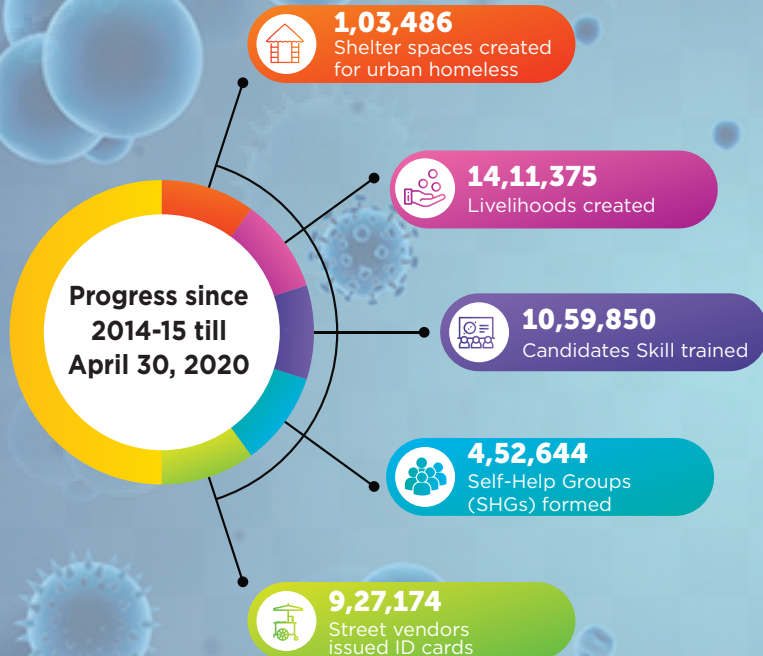 1,03,486
Shelter spaces created
for urban homeless
14,11,375
Livelihoods created
Progress since
2014-15 till
April 30, 2020
10,59,850
Candidates Skill trained
4,52,644
Self-Help Groups
(SHGs) formed
9,27,174
Street vendors
issued ID cards